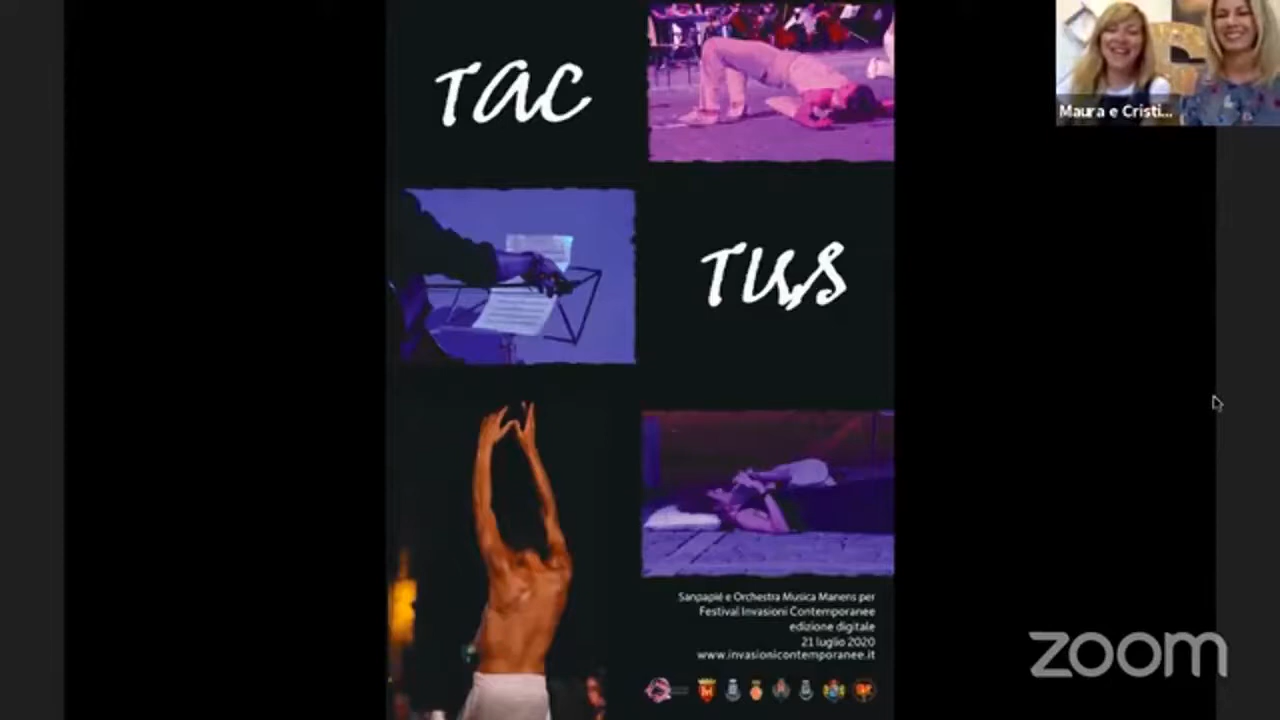 TAC
TUS
Maura e Cristi...
Sanpapié e Orchestra Musica Manens per
Festival Invasioni Contemporanee
edizione digitale
21 luglio 2020
www.invasionicontemporanee.it
zoom